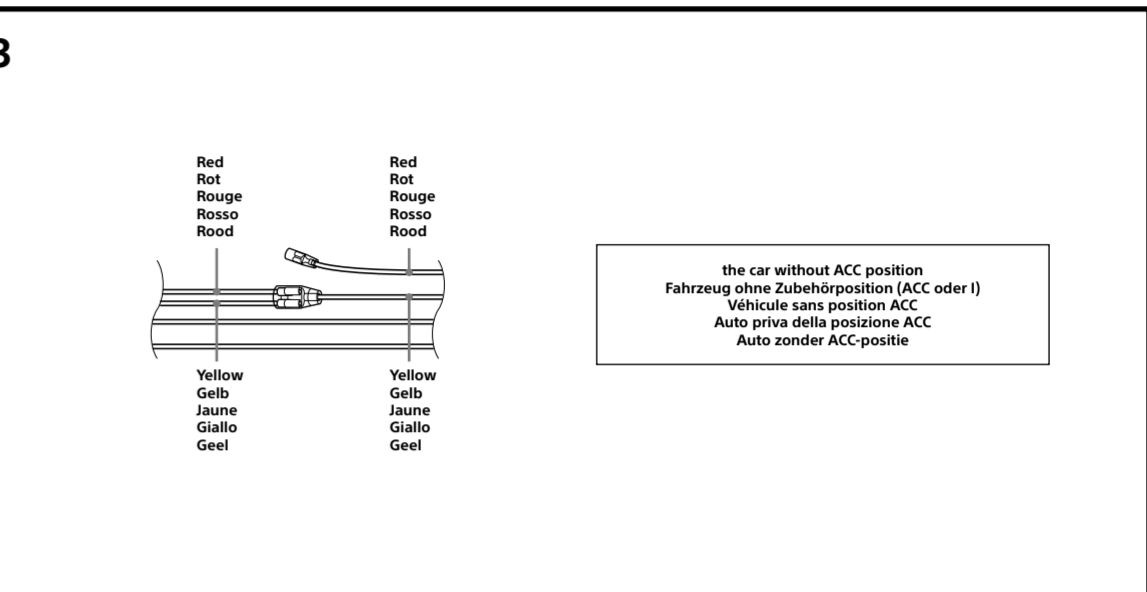 3
Red
Rot
Rouge
Rosso
Rood
Red
Rot
Rouge
Rosso
Rood
the car without ACC position
Fahrzeug ohne Zubehörposition (ACC oder I)
Véhicule sans position ACC
Auto priva della posizione ACC
Auto zonder ACC-positie
Yellow
Gelb
Jaune
Giallo
Geel
Yellow
Gelb
Jaune
Giallo
Geel